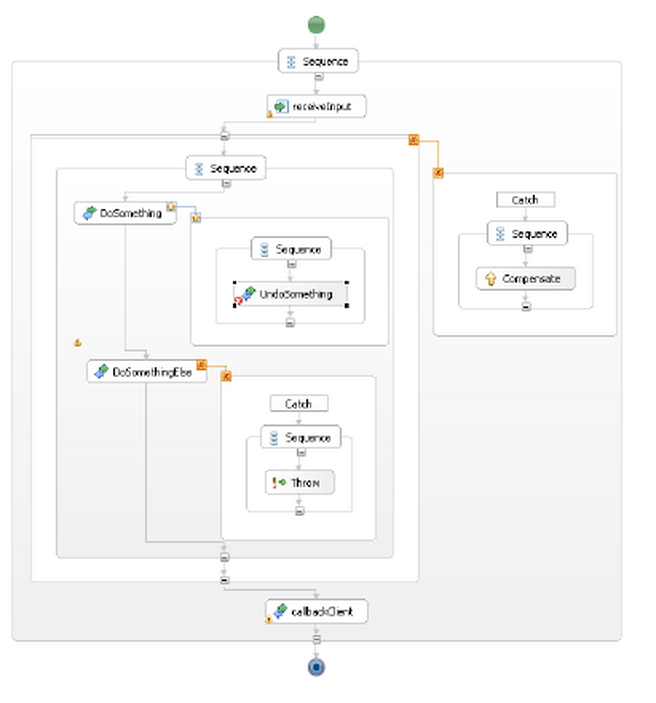 Sequence
receiveInput
Sequence
Catch
DoSomething
Sequence
Sequence
Compensate
UndoSomething
DoSomethingElse
Catch
Sequence
Throw
callbackClient